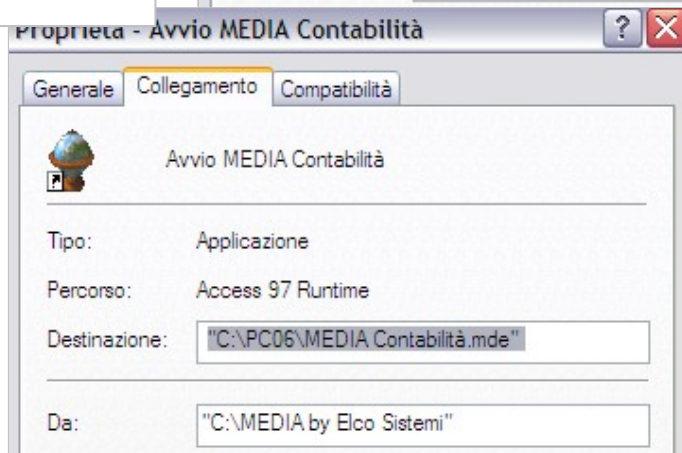 Proprietà - Avvio MEDIA Contabilità
Generale Collegamento Compatibilità
Avvio MEDIA Contabilità
Tipo: Applicazione
Percorso: Access 97 Runtime
Destinazione: "C:\PC06\MEDIA Contabilità.mde"
Da: "C:\MEDIA by Elco Sistemi"